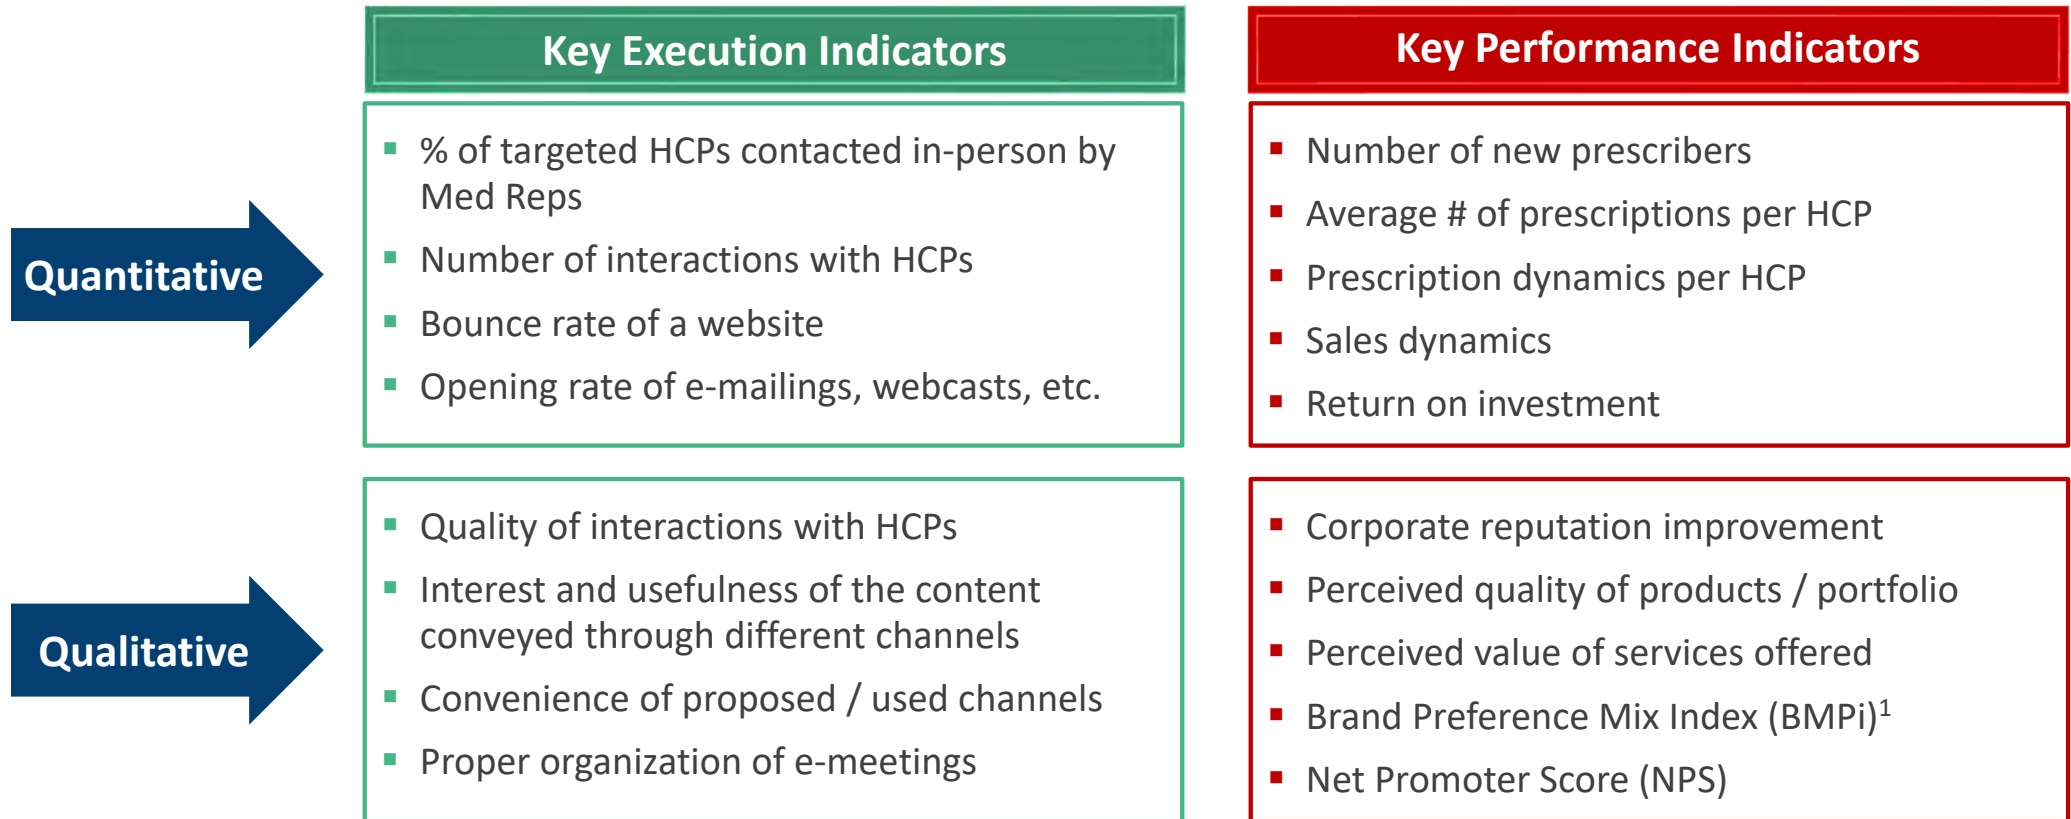 Key Execution Indicators
Key Performance Indicators
Quantitative
▪ % of targeted HCPs contacted in-person by
Med Reps
▪ Number of interactions with HCPs
▪ Bounce rate of a website
▪ Opening rate of e-mailings, webcasts, etc.
▪ Number of new prescribers
▪ Average # of prescriptions per HCP
▪ Prescription dynamics per HCP
▪ Sales dynamics
▪ Return on investment
Qualitative
▪ Quality of interactions with HCPs
▪ Interest and usefulness of the content
conveyed through different channels
▪ Convenience of proposed / used channels
▪ Proper organization of e-meetings
▪ Corporate reputation improvement
▪ Perceived quality of products / portfolio
▪ Perceived value of services offered
▪ Brand Preference Mix Index (BMPi)¹
▪ Net Promoter Score (NPS)